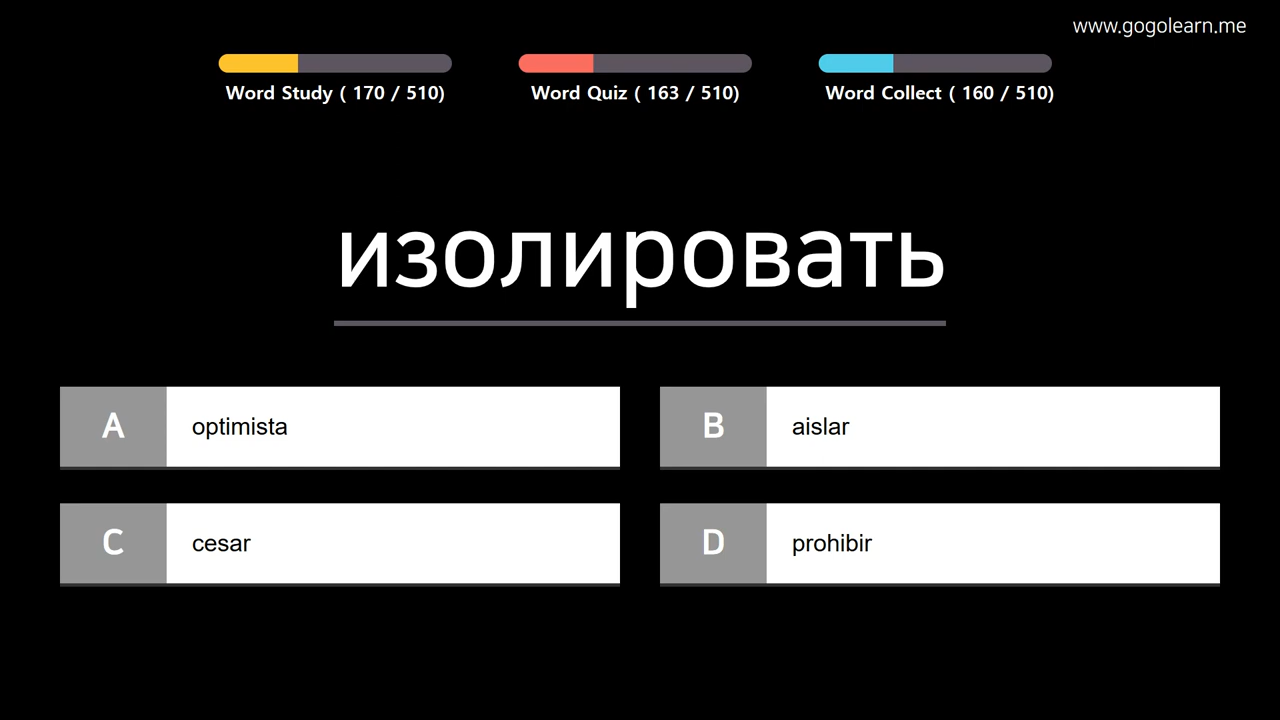 www.gogolearn.me
Word Study ( 170 / 510)
Word Quiz ( 163 / 510)
Word Collect ( 160 / 510)
изолировать
A optimista
B aislar
C cesar
D prohibir